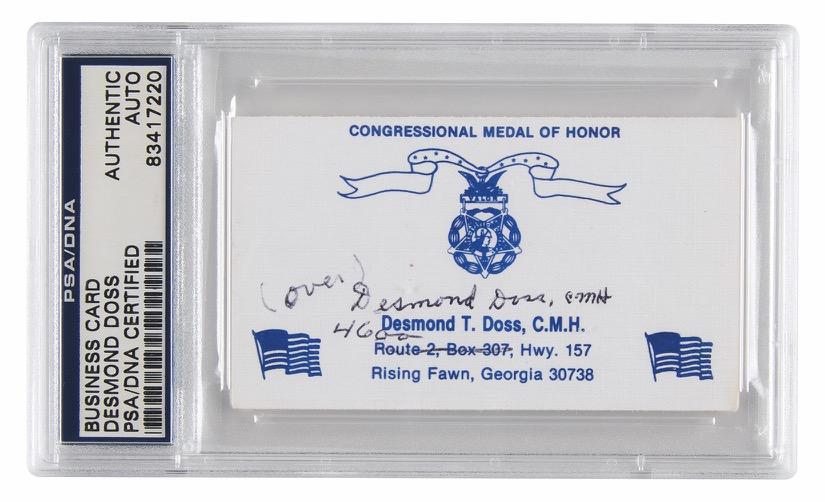 PSA/DNA
BUSINESS CARD
DESMOND DOSS
PSA/DNA CERTIFIED
AUTHENTIC
AUTO
83417220
CONGRESSIONAL MEDAL OF HONOR
VALOR
(over)
Desmond Doss, CMH
Desmond T. Doss, C.M.H.
4600
Route 2, Box 307, Hwy. 157
Rising Fawn, Georgia 30738